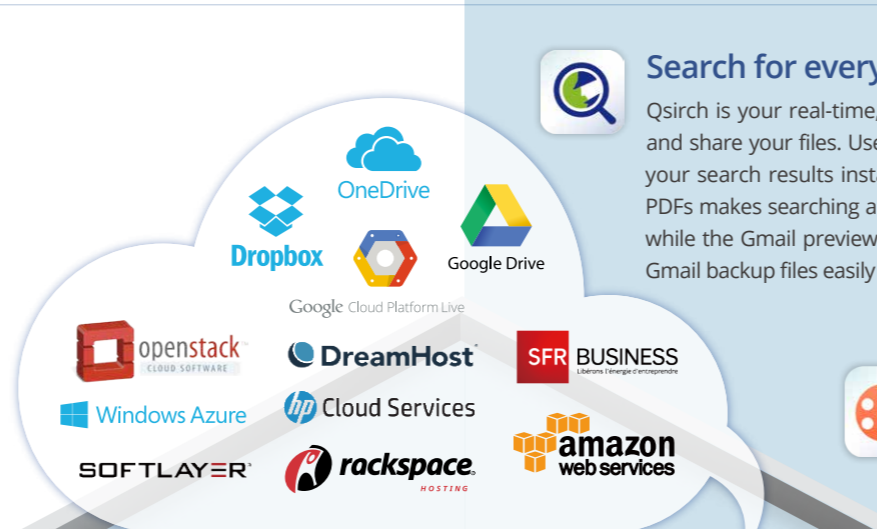 Search for every
Qsirch is your real-time,
and share your files. Use
your search results insta
PDFs makes searching a
while the Gmail preview
Gmail backup files easily
OneDrive
Dropbox
Google Drive
Google Cloud Platform Live
openstack™
CLOUD SOFTWARE
DreamHost
SFR BUSINESS
Libérons l'énergie d'entreprendre
Windows Azure
hp Cloud Services
amazon
web services
SOFTLAYER®
rackspace®
HOSTING